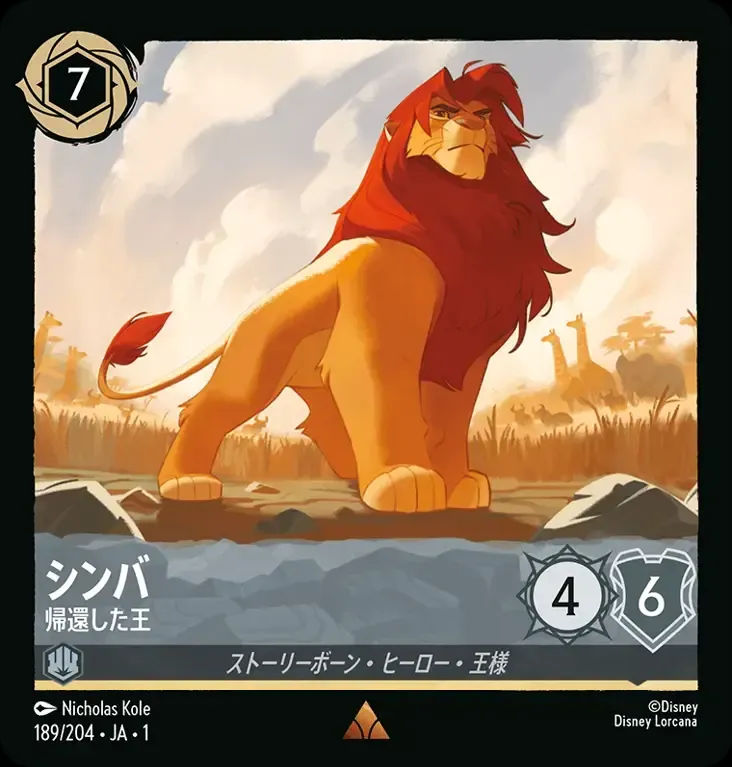 7
シンバ
帰還した王
4
6
ストーリーボーン・ヒーロー・王様
Nicholas Kole
189/204 • JA • 1
©Disney
Disney Lorcana